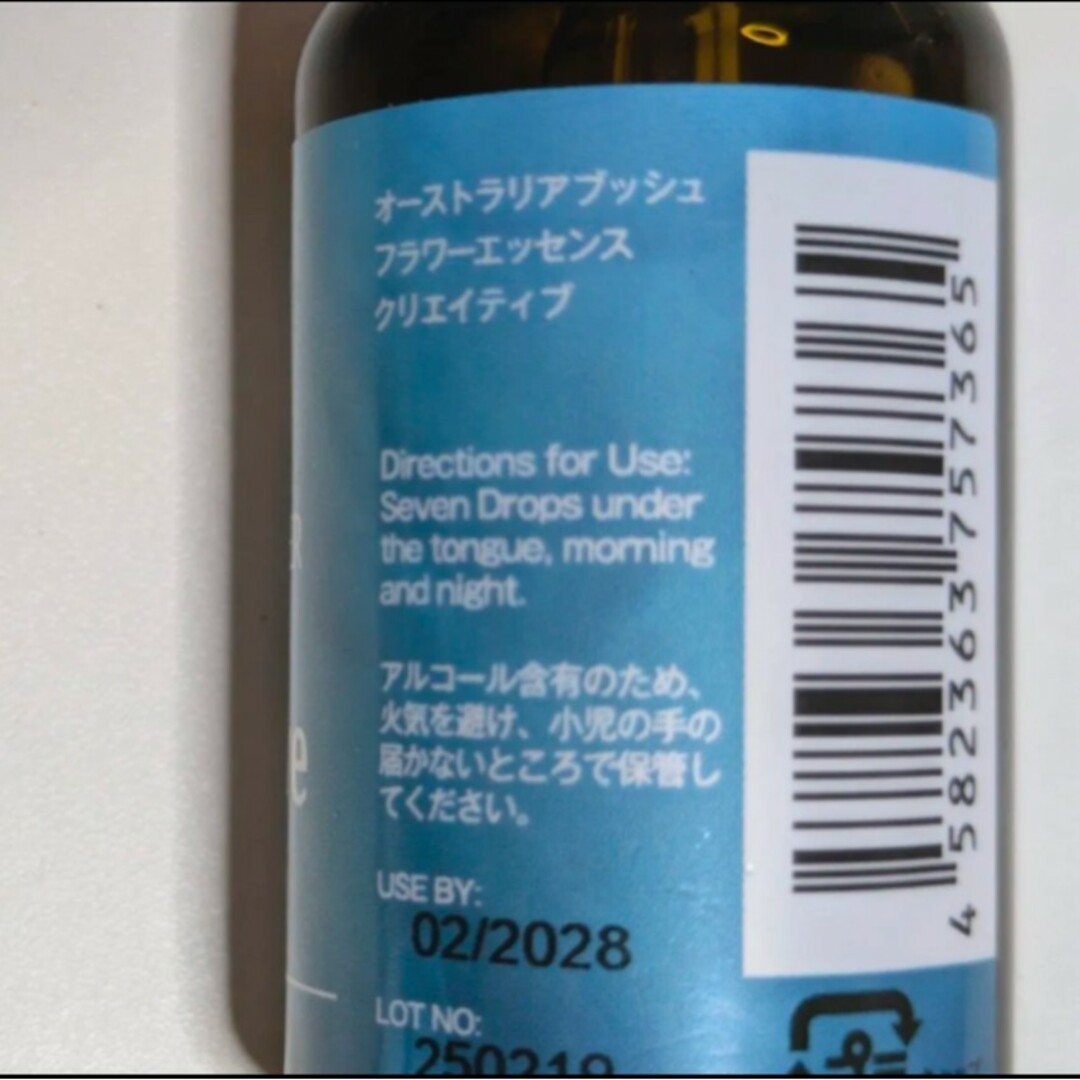 オーストラリアブッシュ
フラワーエッセンス
クリエイティブ
Directions for Use:
Seven Drops under
the tongue, morning
and night.
アルコール含有のため、
火気を避け、小児の手の
届かないところで保管し
てください。
USE BY:
02/2028
LOT NO:
250219
4 582363 757365